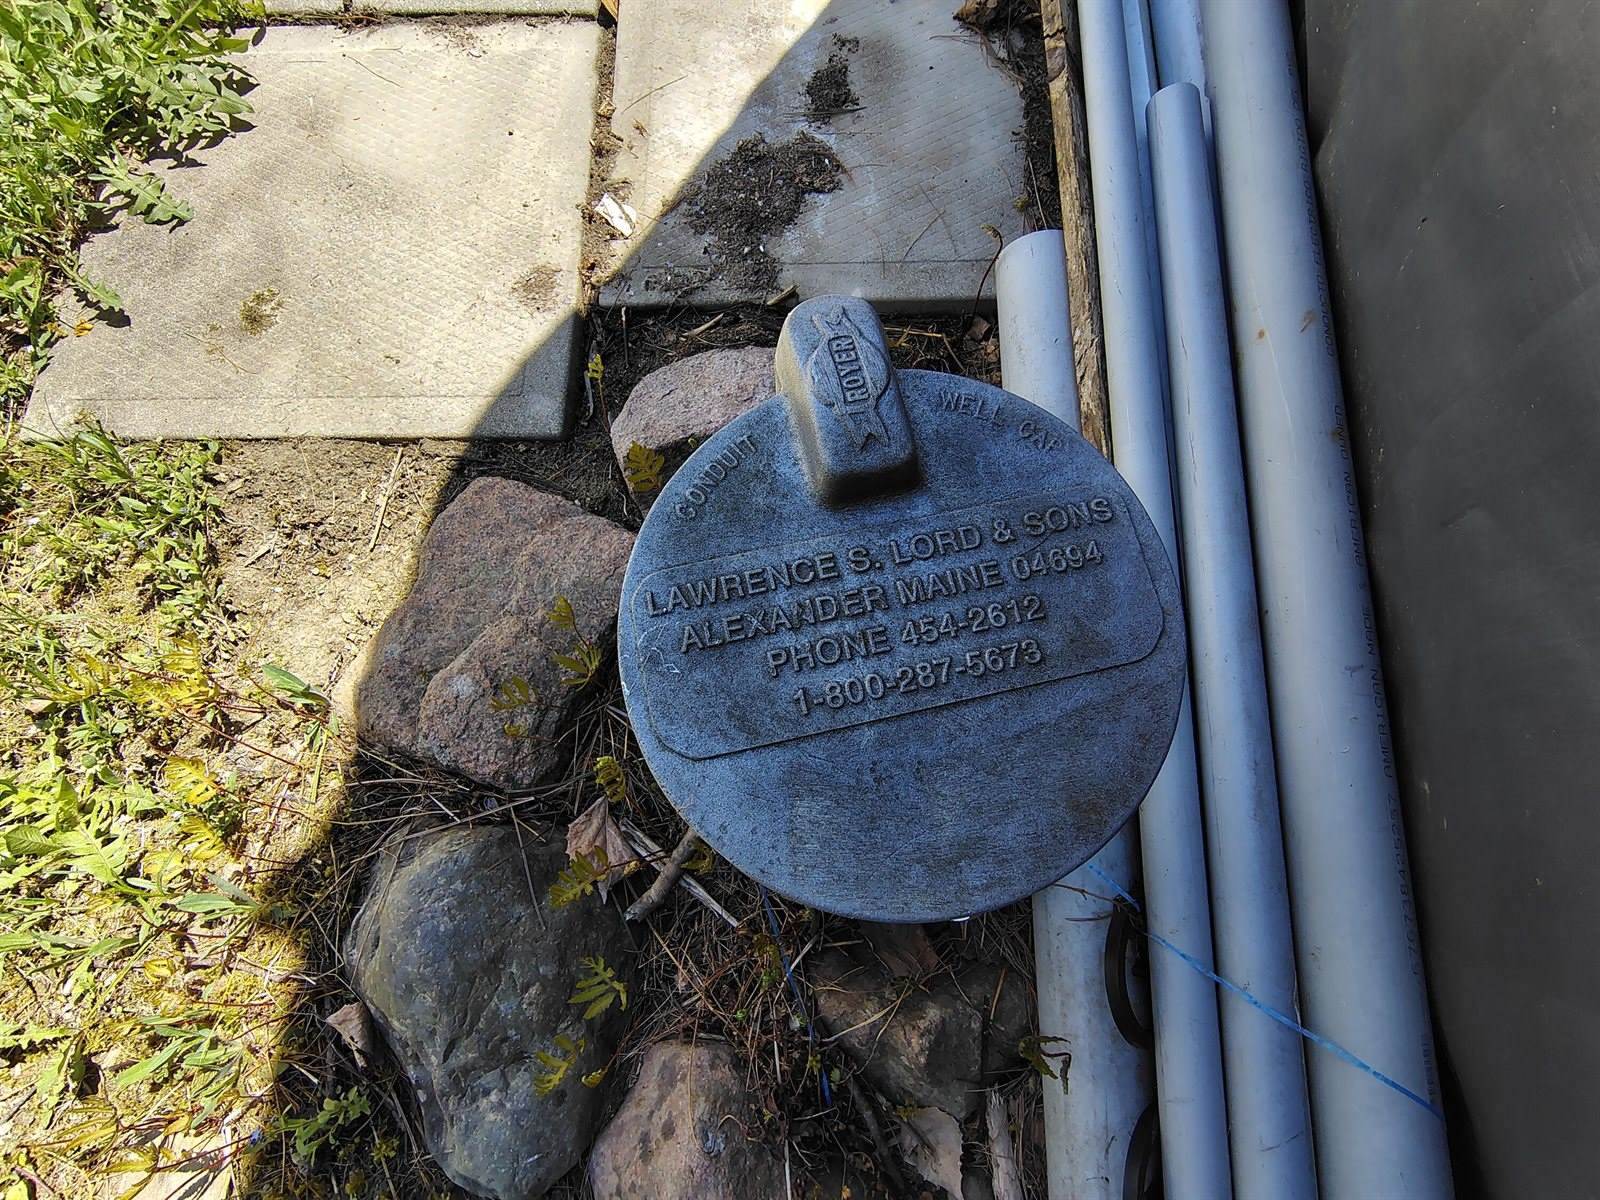 ROYER
CONDUIT WELL CAP
LAWRENCE S. LORD & SONS
ALEXANDER MAINE 04694
PHONE 454-2612
1-800-287-5673